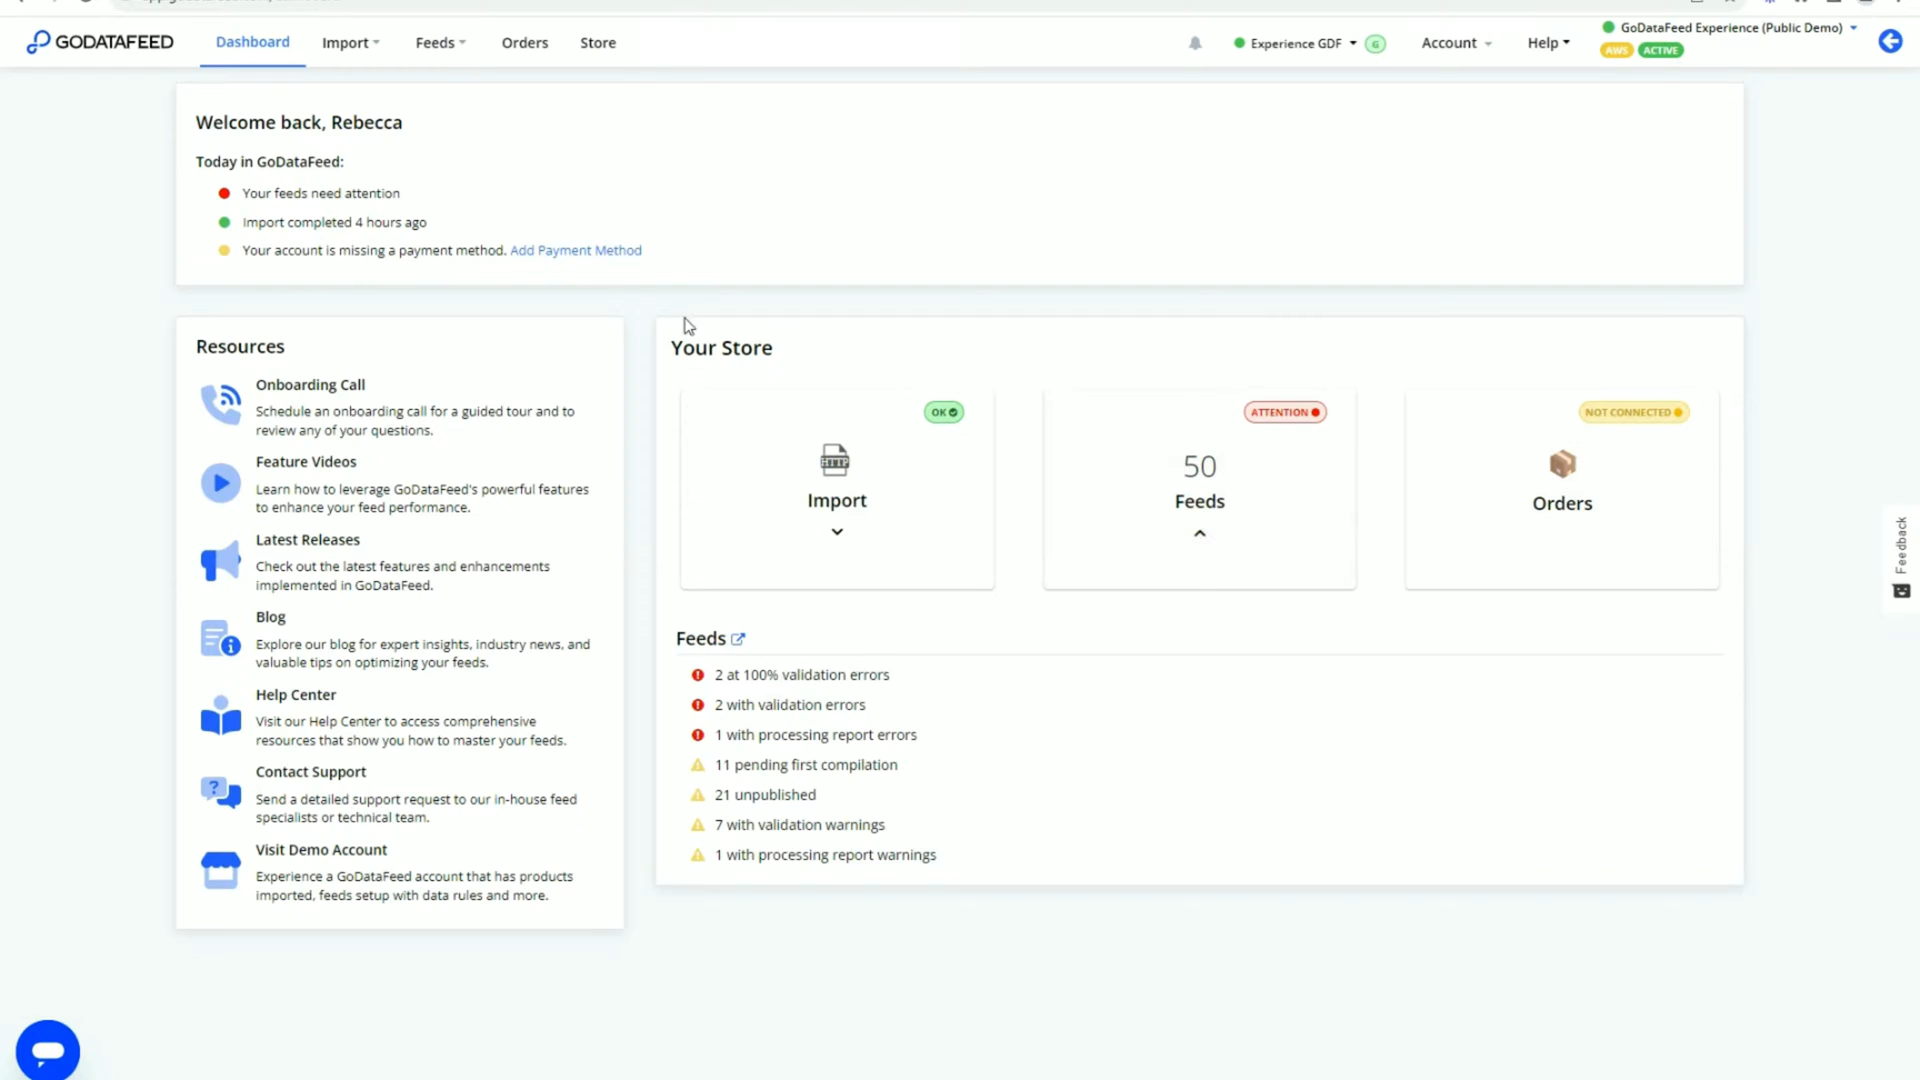 GODATAFEED
Dashboard
Import
Feeds
Orders
Store
Experience GDF
G
Account
Help
GoDataFeed Experience (Public Demo)
AWS
ACTIVE
Welcome back, Rebecca
Today in GoDataFeed:
Your feeds need attention
Import completed 4 hours ago
Your account is missing a payment method. Add Payment Method
Resources
Onboarding Call
Schedule an onboarding call for a guided tour and to
review any of your questions.
Feature Videos
Learn how to leverage GoDataFeed's powerful features
to enhance your feed performance.
Latest Releases
Check out the latest features and enhancements
implemented in GoDataFeed.
Blog
Explore our blog for expert insights, industry news, and
valuable tips on optimizing your feeds.
Help Center
Visit our Help Center to access comprehensive
resources that show you how to master your feeds.
Contact Support
Send a detailed support request to our in-house feed
specialists or technical team.
Visit Demo Account
Experience a GoDataFeed account that has products
imported, feeds setup with data rules and more.
Your Store
OK
HTTP
Import
ATTENTION
50
Feeds
NOT CONNECTED
Orders
Feeds
2 at 100% validation errors
2 with validation errors
1 with processing report errors
11 pending first compilation
21 unpublished
7 with validation warnings
1 with processing report warnings
Feedback